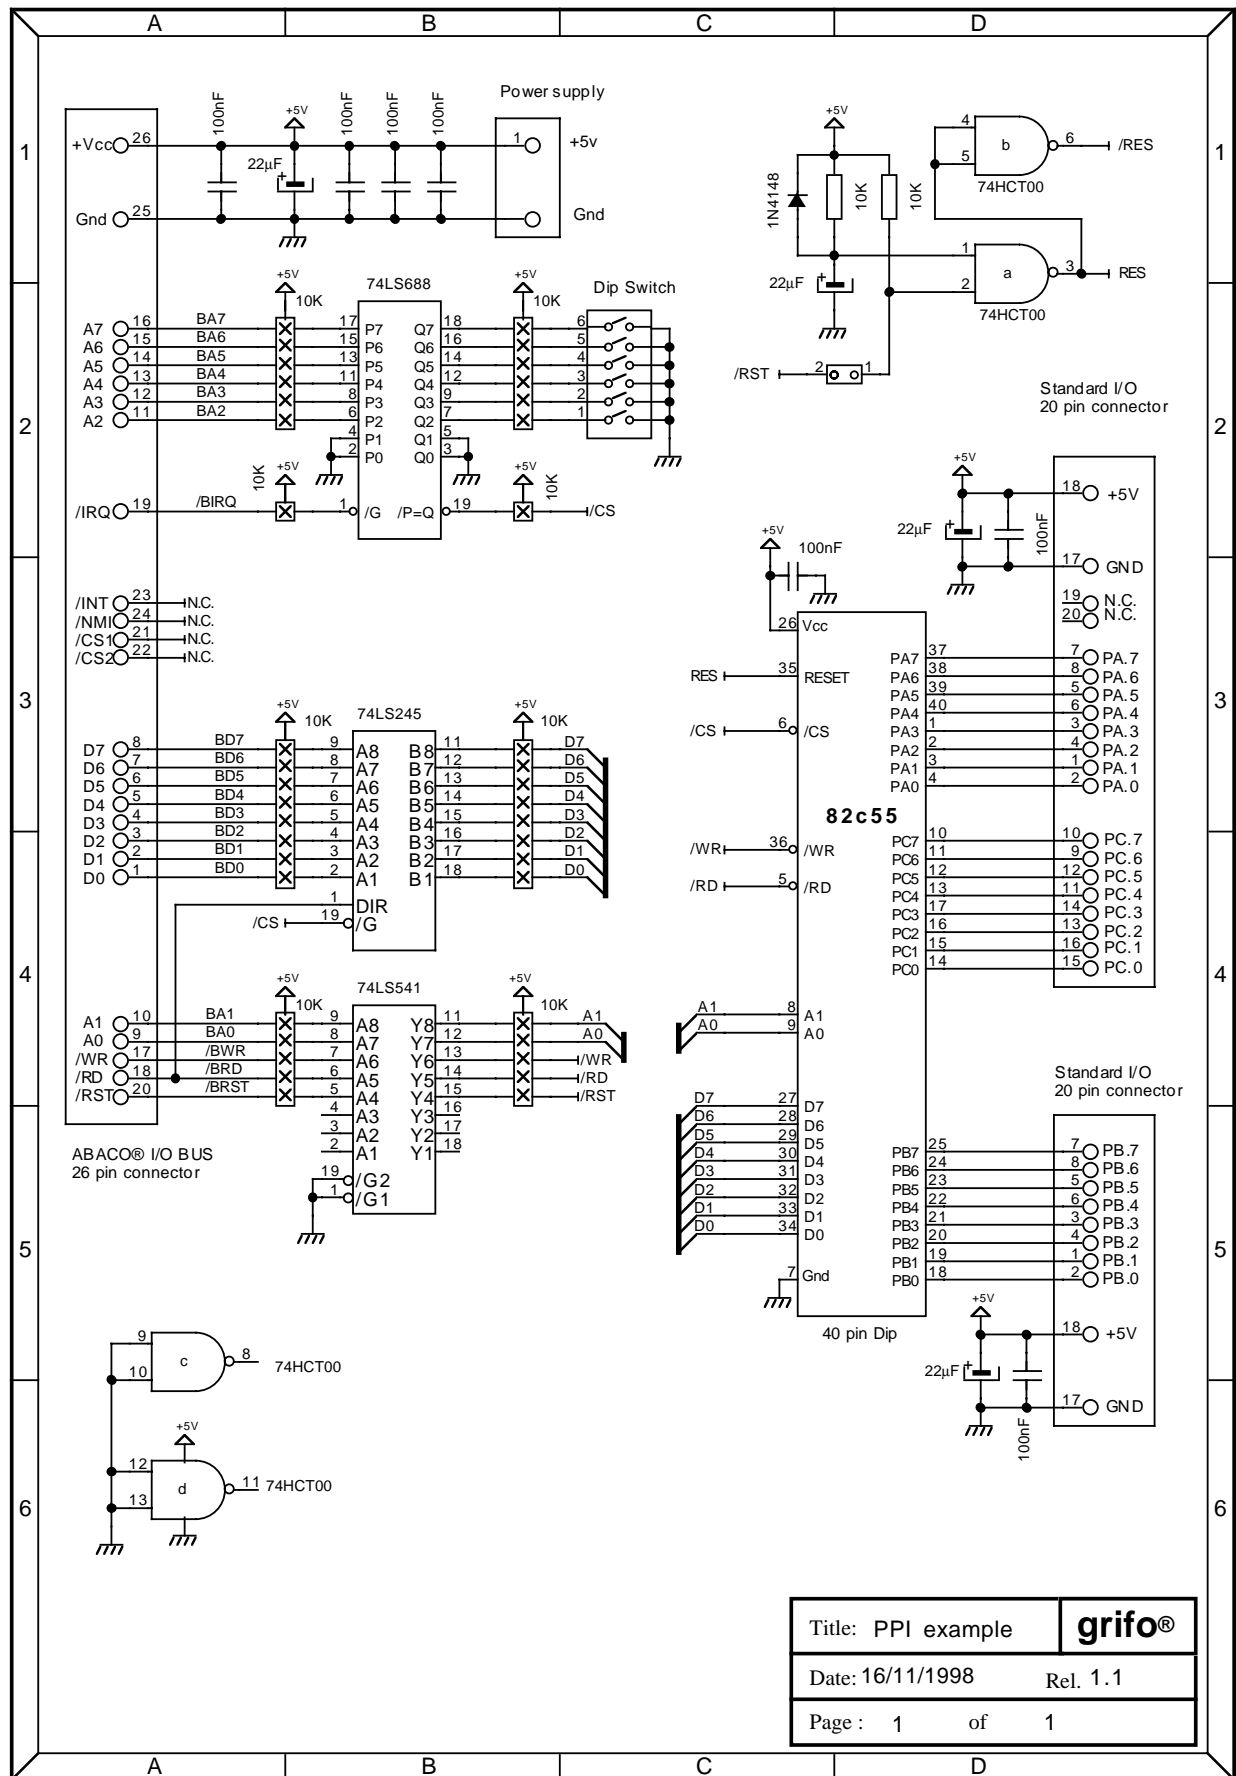 A B C D
1
Power supply
+5V
100nF
100nF
100nF
100nF
+Vcc 26
22µF
+
1 +5v
Gnd 25
Gnd
+5V
1N4148
10K
10K
22µF
+
4
5
b
6
/RES
74HCT00
1
2
a
3
RES
74HCT00
1
2
+5V
10K
74LS688
+5V
10K
Dip Switch
A7 16 BA7 17 P7 Q7 18 6
A6 15 BA6 15 P6 Q6 16 5
A5 14 BA5 13 P5 Q5 14 4
A4 13 BA4 11 P4 Q4 12 3
A3 12 BA3 8 P3 Q3 9 2
A2 11 BA2 6 P2 Q2 7 1
4 P1 Q1 5
2 P0 Q0 3
10K
+5V
+5V
10K
/IRQ 19 /BIRQ 1 /G /P=Q 19 /CS
/RST 2 1
Standard I/O
20 pin connector
+5V
22µF
+
100nF
18 +5V
17 GND
19 N.C.
20 N.C.
2
/INT 23 N.C.
/NMI 24 N.C.
/CS1 21 N.C.
/CS2 22 N.C.
3
+5V
10K
74LS245
+5V
10K
D7 8 BD7 9 A8 B8 11 D7
D6 7 BD6 8 A7 B7 12 D6
D5 6 BD5 7 A6 B6 13 D5
D4 5 BD4 6 A5 B5 14 D4
D3 4 BD3 5 A4 B4 15 D3
D2 3 BD2 4 A3 B3 16 D2
D1 2 BD1 3 A2 B2 17 D1
D0 1 BD0 2 A1 B1 18 D0
1 DIR
/CS 19 /G
+5V
100nF
26 Vcc
RES 35 RESET
/CS 6 /CS
82c55
/WR 36 /WR
/RD 5 /RD
A1 8 A1
A0 9 A0
D7 27 D7
D6 28 D6
D5 29 D5
D4 30 D4
D3 31 D3
D2 32 D2
D1 33 D1
D0 34 D0
7 Gnd
40 pin Dip
PA7 37 7 PA.7
PA6 38 8 PA.6
PA5 39 5 PA.5
PA4 40 6 PA.4
PA3 1 3 PA.3
PA2 2 4 PA.2
PA1 3 1 PA.1
PA0 4 2 PA.0
3
PC7 10 10 PC.7
PC6 11 9 PC.6
PC5 12 12 PC.5
PC4 13 11 PC.4
PC3 17 14 PC.3
PC2 16 13 PC.2
PC1 15 16 PC.1
PC0 14 15 PC.0
4
+5V
10K
74LS541
+5V
10K
A1 10 BA1 9 A8 Y8 11 A1
A0 9 BA0 8 A7 Y7 12 A0
/WR 17 /BWR 7 A6 Y6 13 /WR
/RD 18 /BRD 6 A5 Y5 14 /RD
/RST 20 /BRST 5 A4 Y4 15 /RST
4 A3 Y3 16
3 A2 Y2 17
2 A1 Y1 18
19 /G2
1 /G1
ABACO® I/O BUS
26 pin connector
4
Standard I/O
20 pin connector
PB7 25 7 PB.7
PB6 24 8 PB.6
PB5 23 5 PB.5
PB4 22 6 PB.4
PB3 21 3 PB.3
PB2 20 4 PB.2
PB1 19 1 PB.1
PB0 18 2 PB.0
+5V
22µF
+
100nF
18 +5V
17 GND
5
5
9
10
c
8
74HCT00
+5V
12
13
d
11
74HCT00
6
6
Title: PPI example grifo®
Date: 16/11/1998 Rel. 1.1
Page : 1 of 1
A B C D